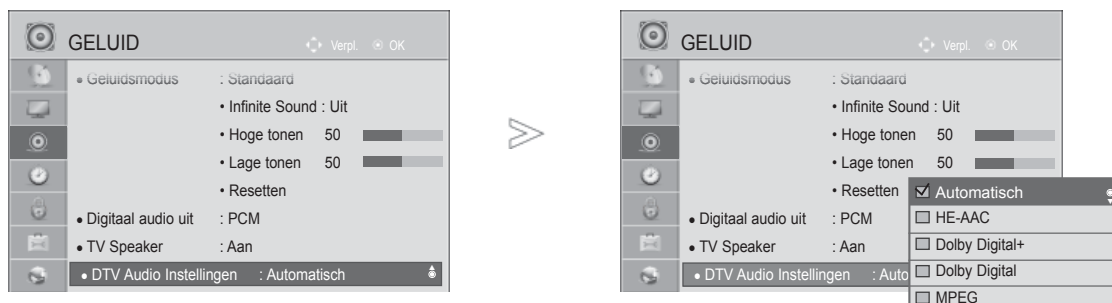 GELUID Verpl. OK
• Geluidsmodus : Standaard
• Infinite Sound : Uit
• Hoge tonen 50
• Lage tonen 50
• Resetten
• Digitaal audio uit : PCM
• TV Speaker : Aan
• DTV Audio Instellingen : Automatisch
GELUID Verpl. OK
• Geluidsmodus : Standaard
• Infinite Sound : Uit
• Hoge tonen 50
• Lage tonen 50
• Resetten
• Digitaal audio uit : PCM
• TV Speaker : Aan
• DTV Audio Instellingen : Auto
Automatisch
HE-AAC
Dolby Digital+
Dolby Digital
MPEG